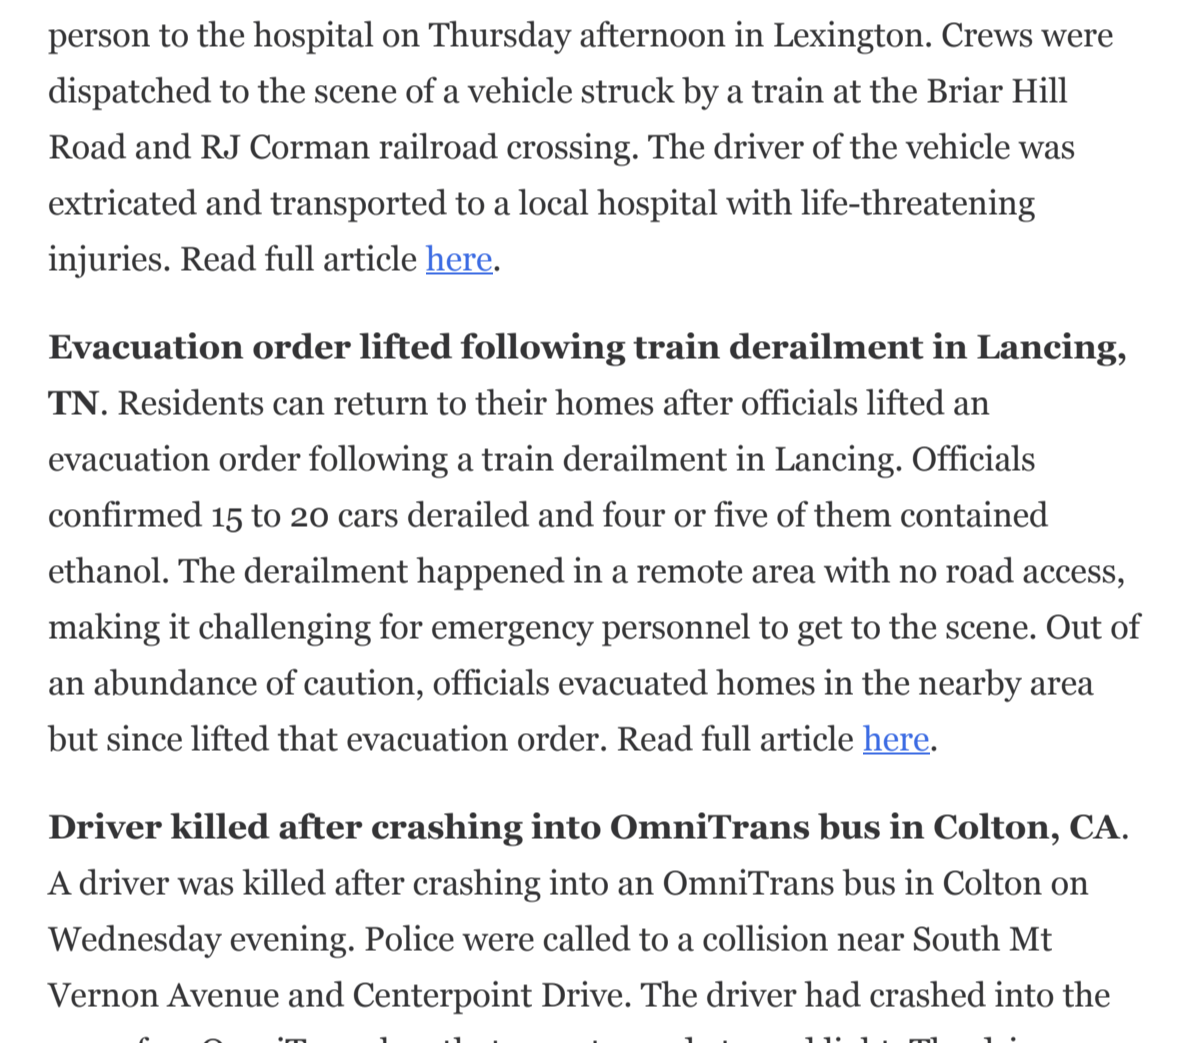 person to the hospital on Thursday afternoon in Lexington. Crews were
dispatched to the scene of a vehicle struck by a train at the Briar Hill
Road and RJ Corman railroad crossing. The driver of the vehicle was
extricated and transported to a local hospital with life-threatening
injuries. Read full article here.
Evacuation order lifted following train derailment in Lancing,
TN. Residents can return to their homes after officials lifted an
evacuation order following a train derailment in Lancing. Officials
confirmed 15 to 20 cars derailed and four or five of them contained
ethanol. The derailment happened in a remote area with no road access,
making it challenging for emergency personnel to get to the scene. Out of
an abundance of caution, officials evacuated homes in the nearby area
but since lifted that evacuation order. Read full article here.
Driver killed after crashing into OmniTrans bus in Colton, CA.
A driver was killed after crashing into an OmniTrans bus in Colton on
Wednesday evening. Police were called to a collision near South Mt
Vernon Avenue and Centerpoint Drive. The driver had crashed into the